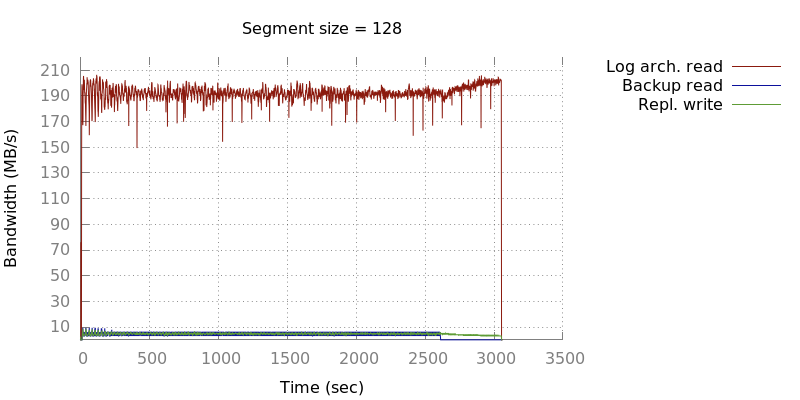 Segment size = 128
Log arch. read
Backup read
Repl. write
Bandwidth (MB/s)
210
190
170
150
130
110
90
70
50
30
10
0 500 1000 1500 2000 2500 3000 3500
Time (sec)